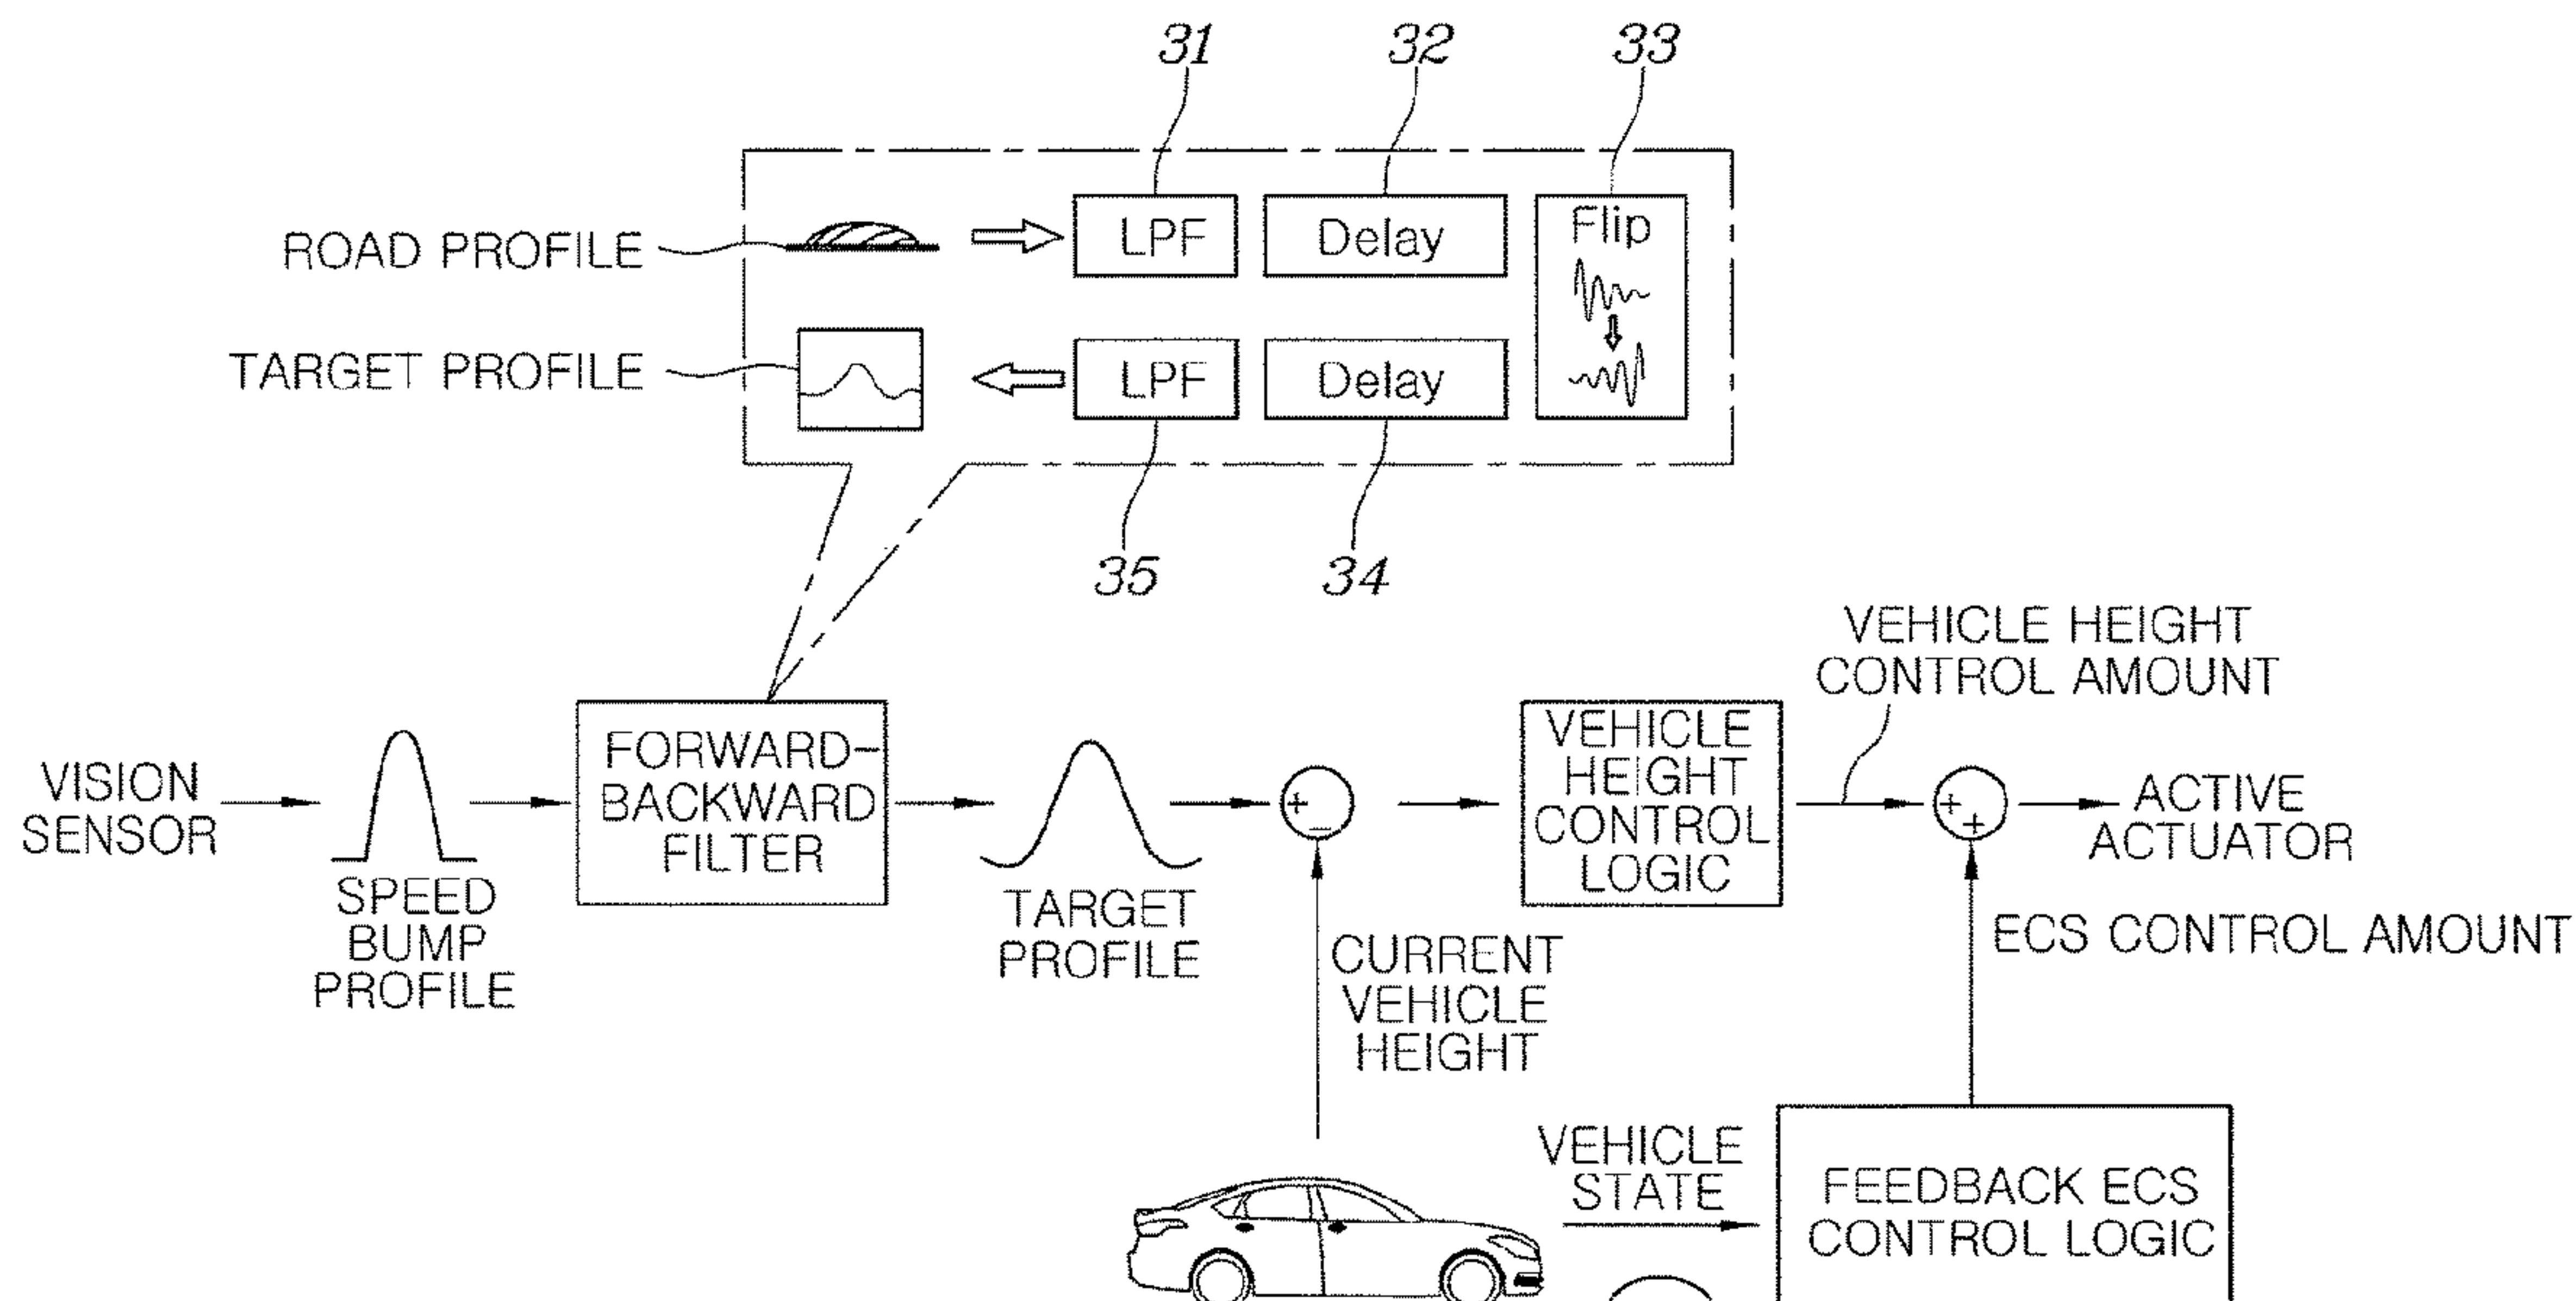 31
32
33
ROAD PROFILE
LPF
Delay
Flip
TARGET PROFILE
LPF
Delay
35
34
VISION
SENSOR
SPEED
BUMP
PROFILE
FORWARD-
BACKWARD
FILTER
TARGET
PROFILE
+
−
CURRENT
VEHICLE
HEIGHT
VEHICLE
HEIGHT
CONTROL
LOGIC
VEHICLE HEIGHT
CONTROL AMOUNT
+
+
ACTIVE
ACTUATOR
ECS CONTROL AMOUNT
VEHICLE
STATE
FEEDBACK ECS
CONTROL LOGIC